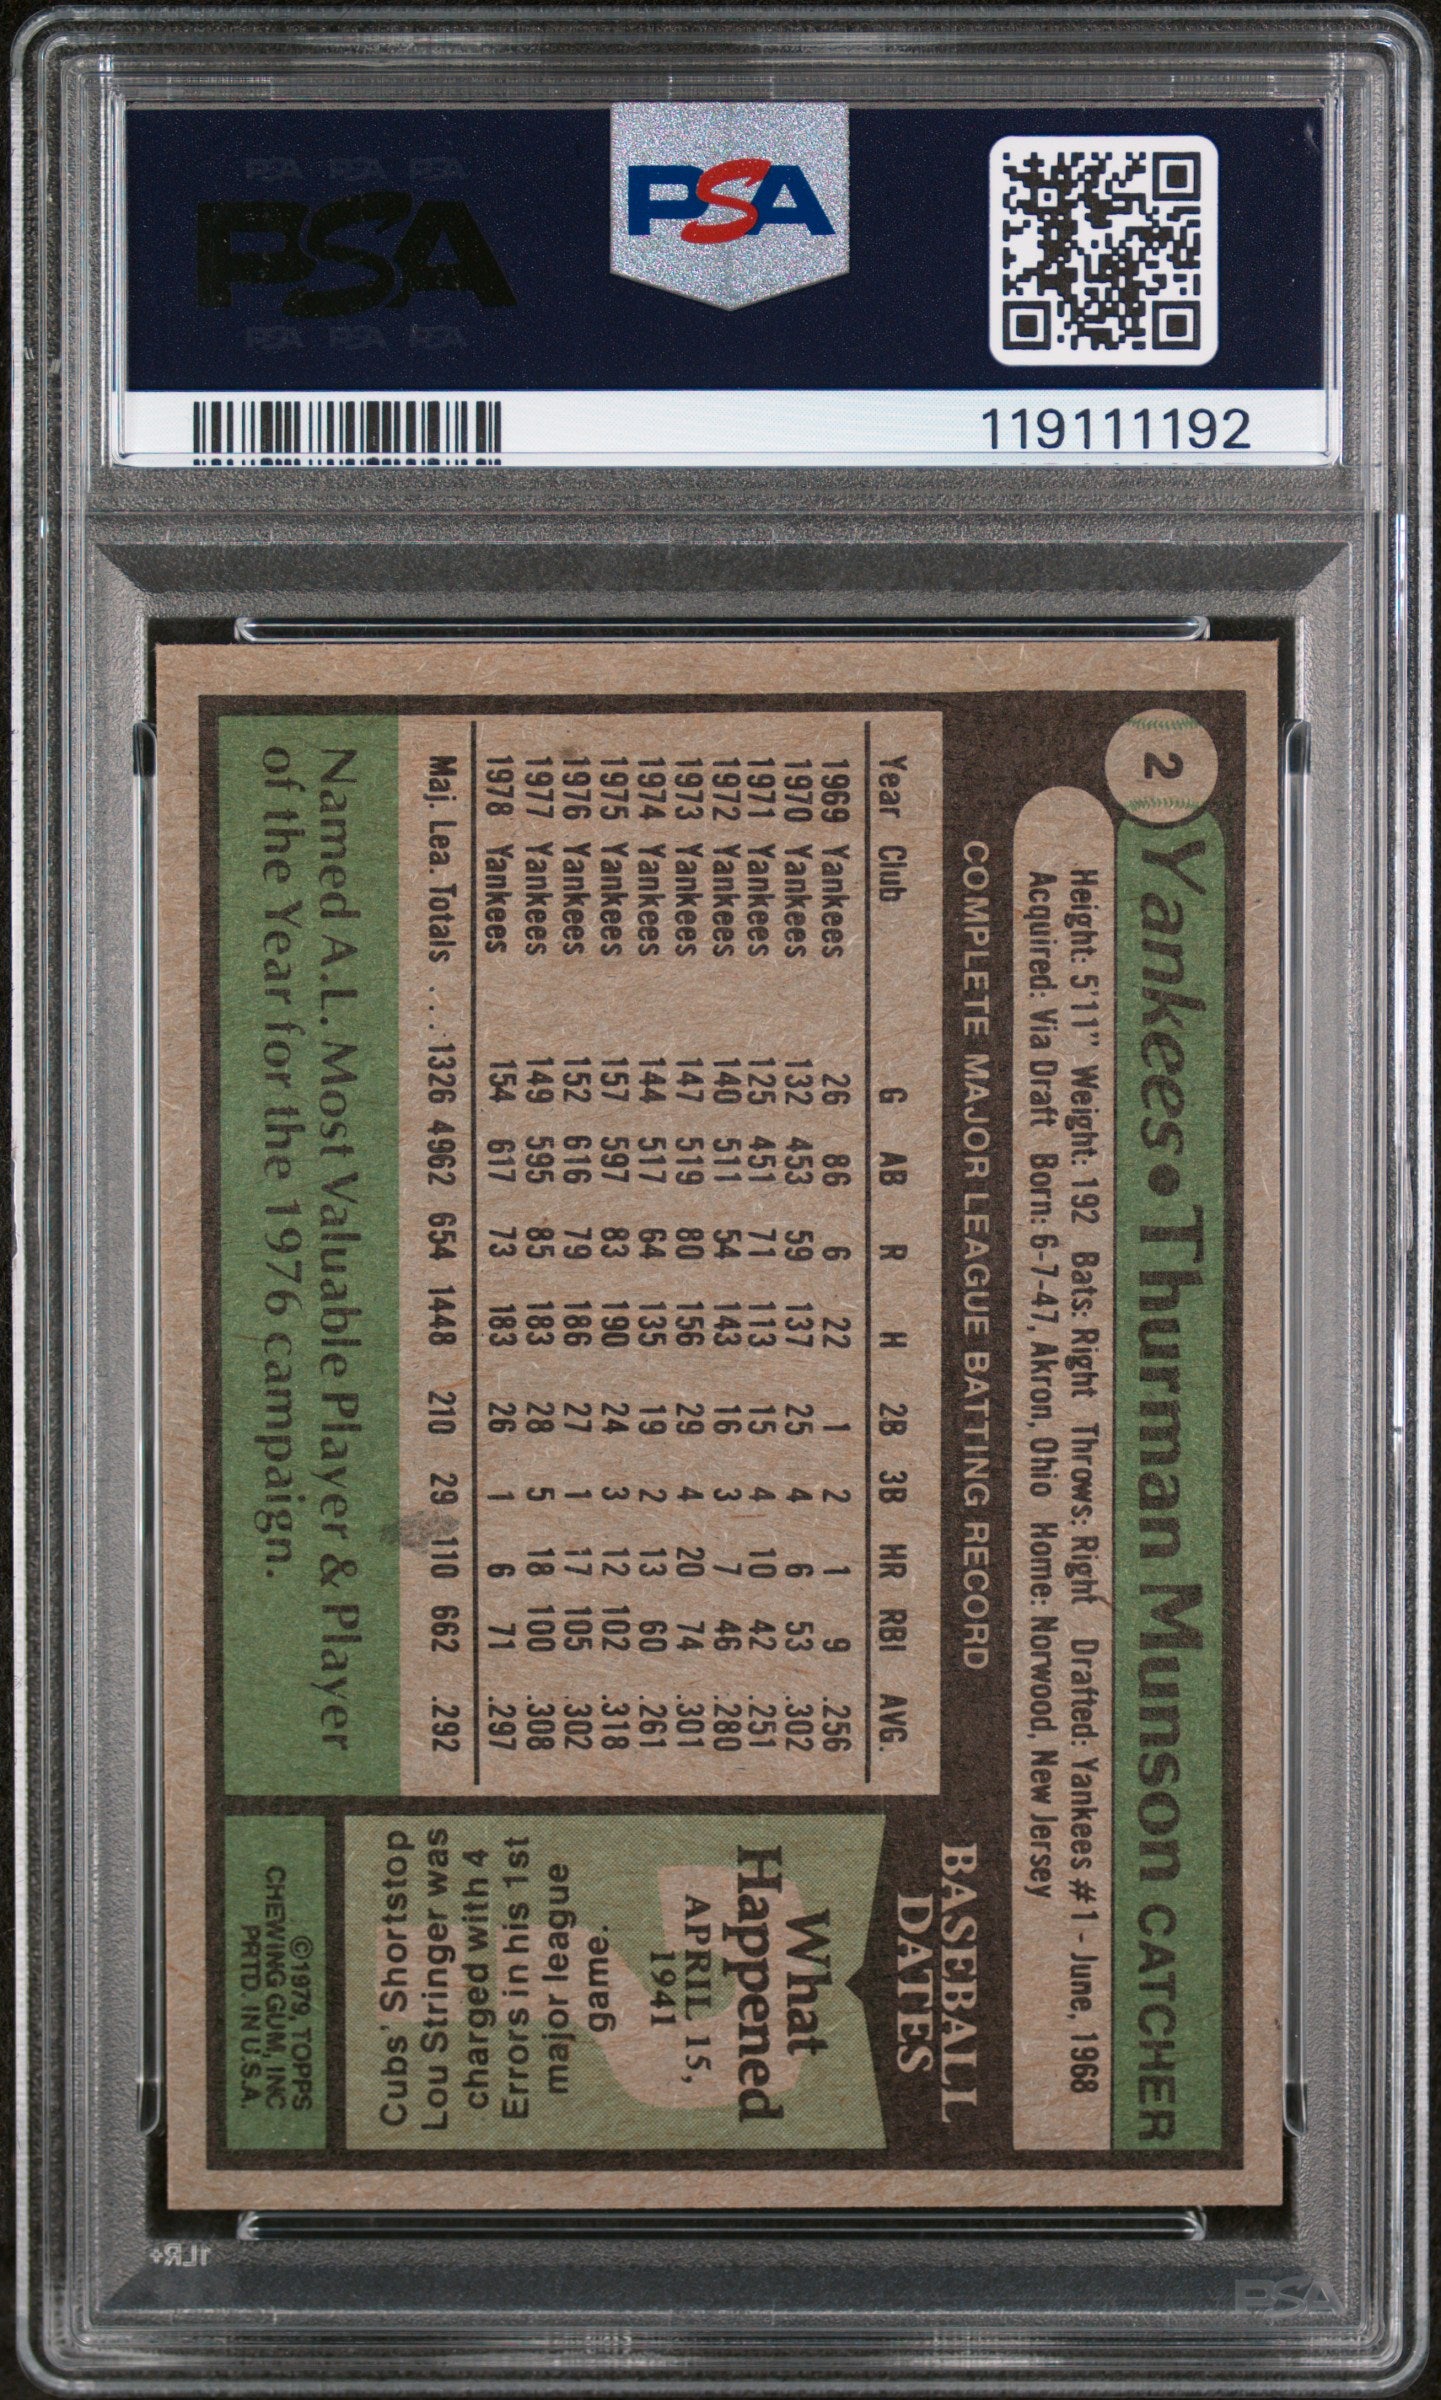 PSA PSA PSA
PSA
PSA PSA PSA
PSA
119111192
2
Yankees • Thurman Munson CATCHER
Height: 5'11" Weight: 192 Bats: Right Throws: Right Drafted: Yankees #1 - June, 1968
Acquired: Via Draft Born: 6-7-47, Akron, Ohio Home: Norwood, New Jersey
COMPLETE MAJOR LEAGUE BATTING RECORD
Year Club G AB R H 2B 3B HR RBI AVG.
1969 Yankees 26 86 6 22 1 2 1 9 .256
1970 Yankees 132 453 59 137 25 4 6 53 .302
1971 Yankees 125 451 71 113 15 4 10 42 .251
1972 Yankees 140 511 54 143 16 3 7 46 .280
1973 Yankees 147 519 80 156 29 4 20 74 .301
1974 Yankees 144 517 64 135 19 2 13 60 .261
1975 Yankees 157 597 83 190 24 3 12 102 .318
1976 Yankees 152 616 79 186 27 1 17 105 .302
1977 Yankees 149 595 85 183 28 5 18 100 .308
1978 Yankees 154 617 73 183 26 1 6 71 .297
Maj. Lea. Totals ... 1326 4962 654 1448 210 29 110 662 .292
Named A.L. Most Valuable Player & Player
of the Year for the 1976 campaign.
BASEBALL
DATES
What
Happened
APRIL 15,
1941
Cubs' Shortstop
Lou Stringer was
charged with 4
Errors in his 1st
major league
game.
©1979, TOPPS
CHEWING GUM, INC
PRTD. IN U.S.A.
1LR+
PSA